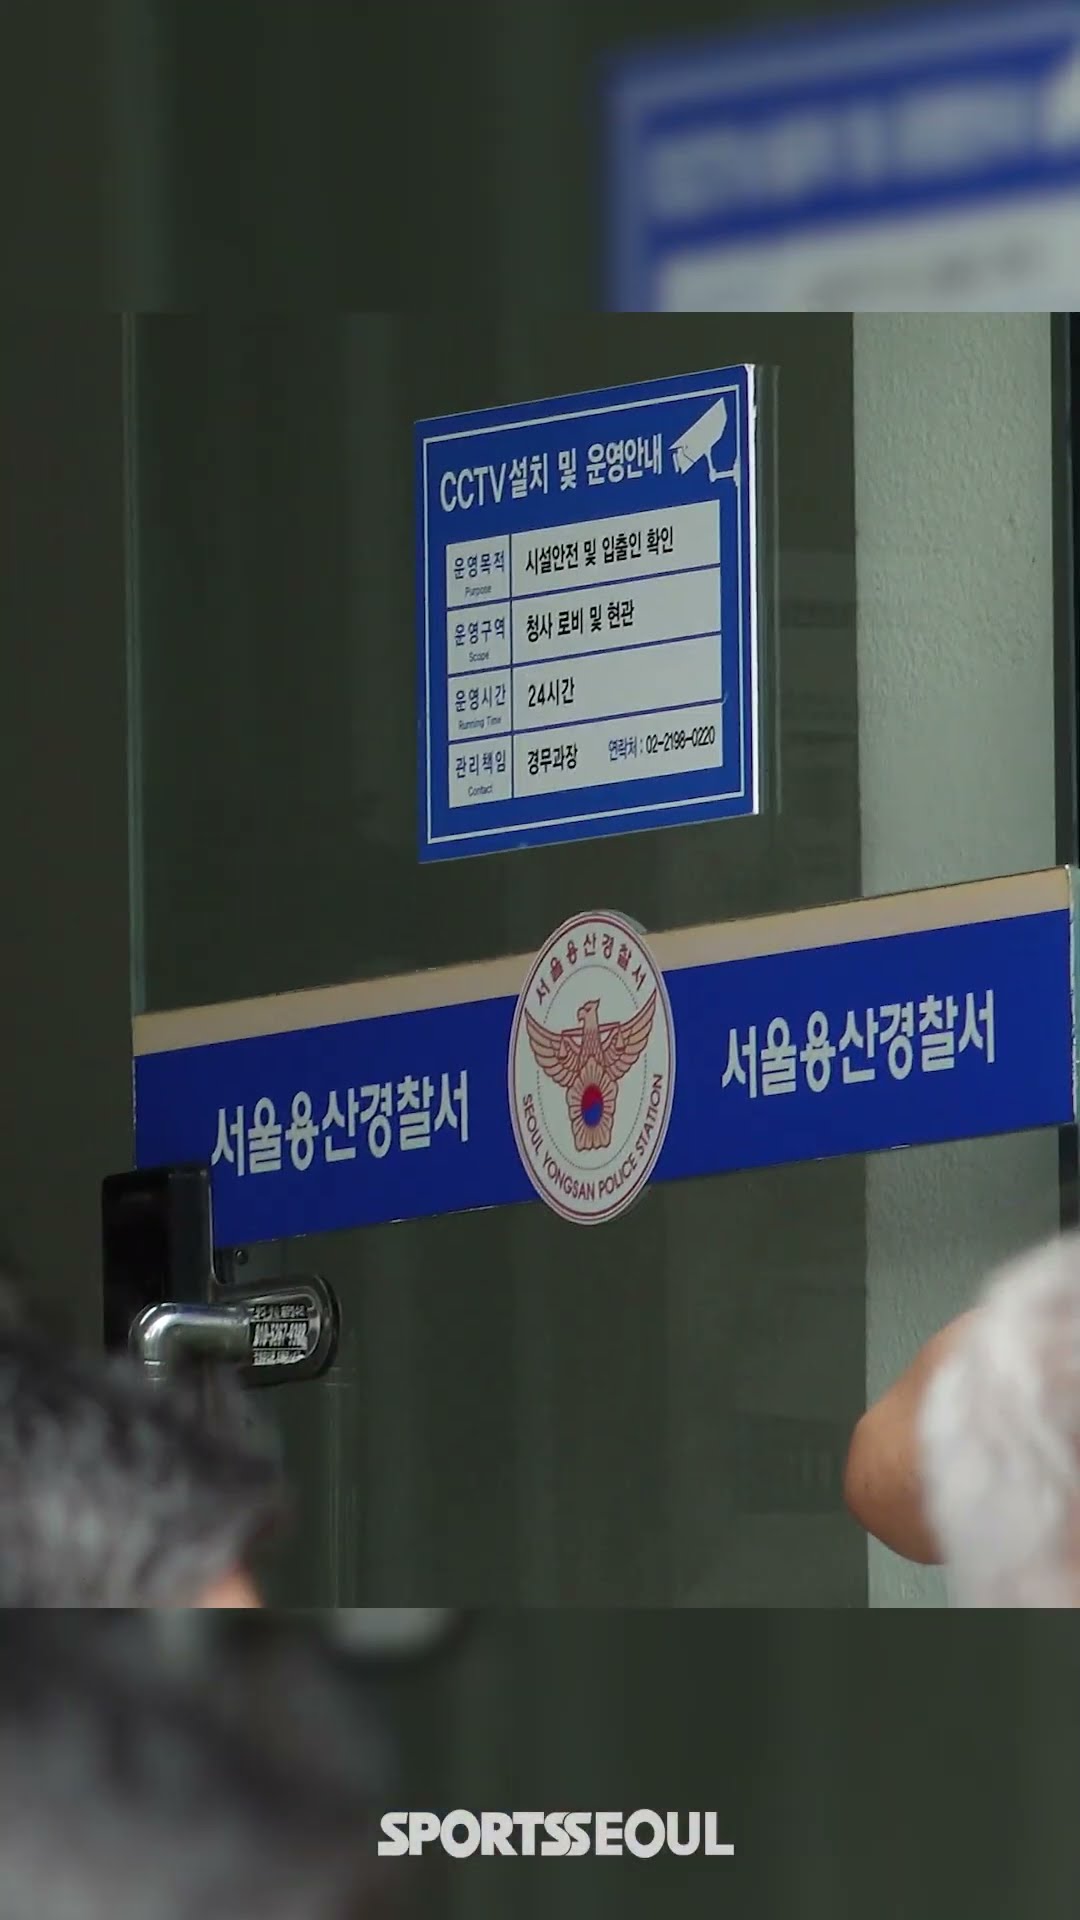 CCTV설치 및 운영안내
운영목적 시설안전 및 입출인 확인
Purpose
운영구역 청사 로비 및 현관
Scope
운영시간 24시간
Running Time
관리책임 경무과장 연락처 : 02-2198-0220
Contact
서울용산경찰서
서울용산경찰서
SEOUL YONGSAN POLICE STATION
서울용산경찰서
SPORTSSEOUL